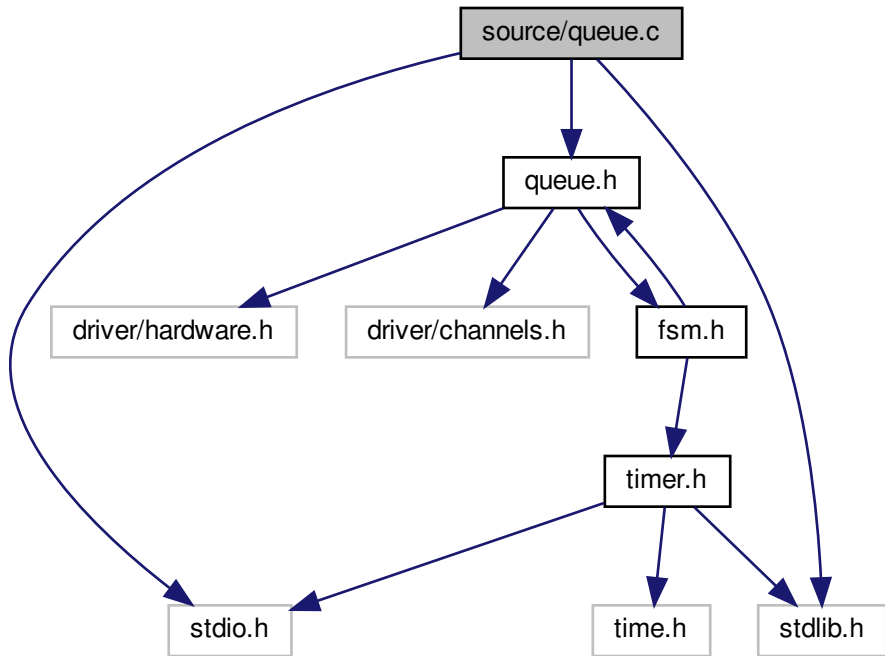 source/queue.c
queue.h
driver/hardware.h
driver/channels.h
fsm.h
timer.h
stdio.h
time.h
stdlib.h